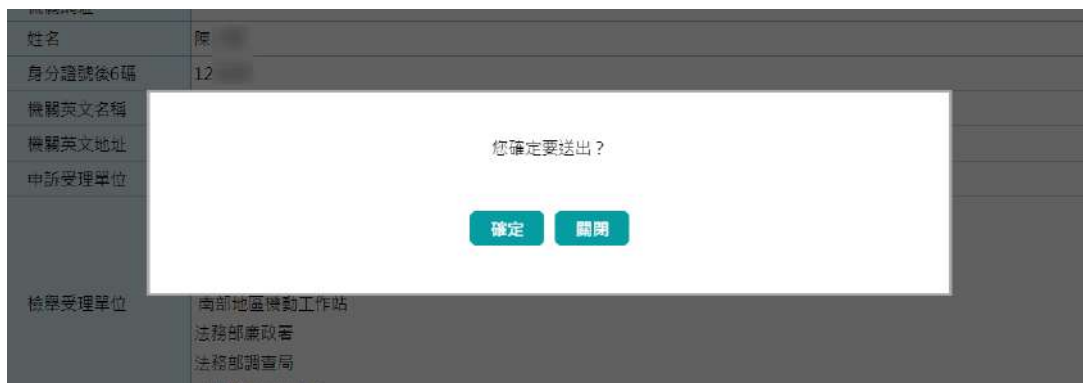 姓名 陳
身分證號後6碼 12
機關英文名稱
機關英文地址
申訴受理單位
您確定要送出？
確定 關閉
檢舉受理單位 南部地區機動工作站
法務部廉政署
法務部調查局